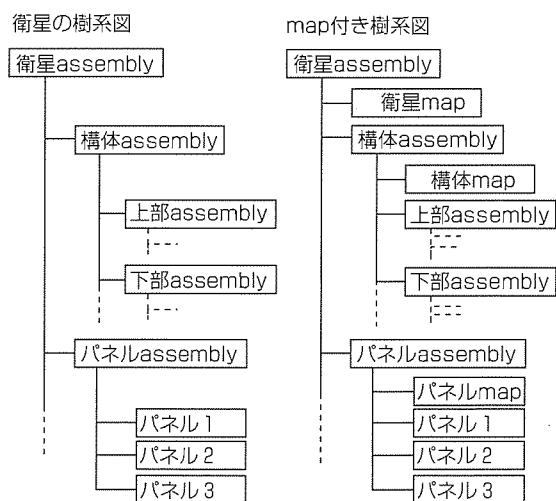 衛星の樹系図
衛星assembly
構体assembly
上部assembly
下部assembly
パネルassembly
パネル1
パネル2
パネル3
map付き樹系図
衛星assembly
衛星map
構体assembly
構体map
上部assembly
下部assembly
パネルassembly
パネルmap
パネル1
パネル2
パネル3